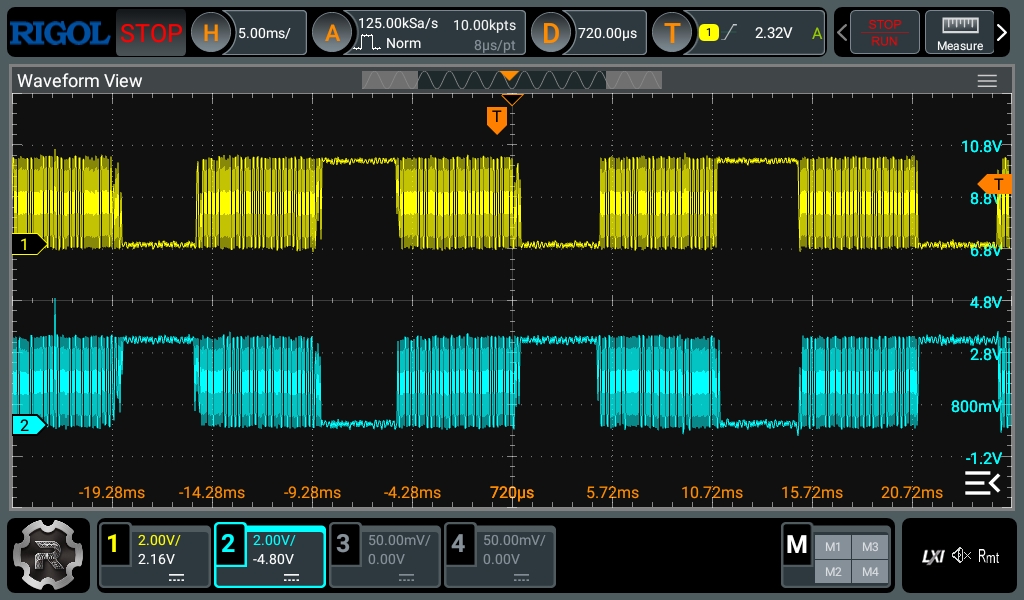 RIGOL STOP H 5.00ms/ A 125.00kSa/s 10.00kpts D 720.00µs T 1 2.32V A STOP Measure
Norm 8µs/pt RUN
Waveform View
T
10.8V
T
8.8V
1
6.8V
4.8V
2.8V
800mV
2
-1.2V
-19.28ms -14.28ms -9.28ms -4.28ms 720µs 5.72ms 10.72ms 15.72ms 20.72ms
R 1 2.00V/ 2 2.00V/ 3 50.00mV/ 4 50.00mV/ M M1 M3 LXI Rmt
2.16V -4.80V 0.00V 0.00V M2 M4